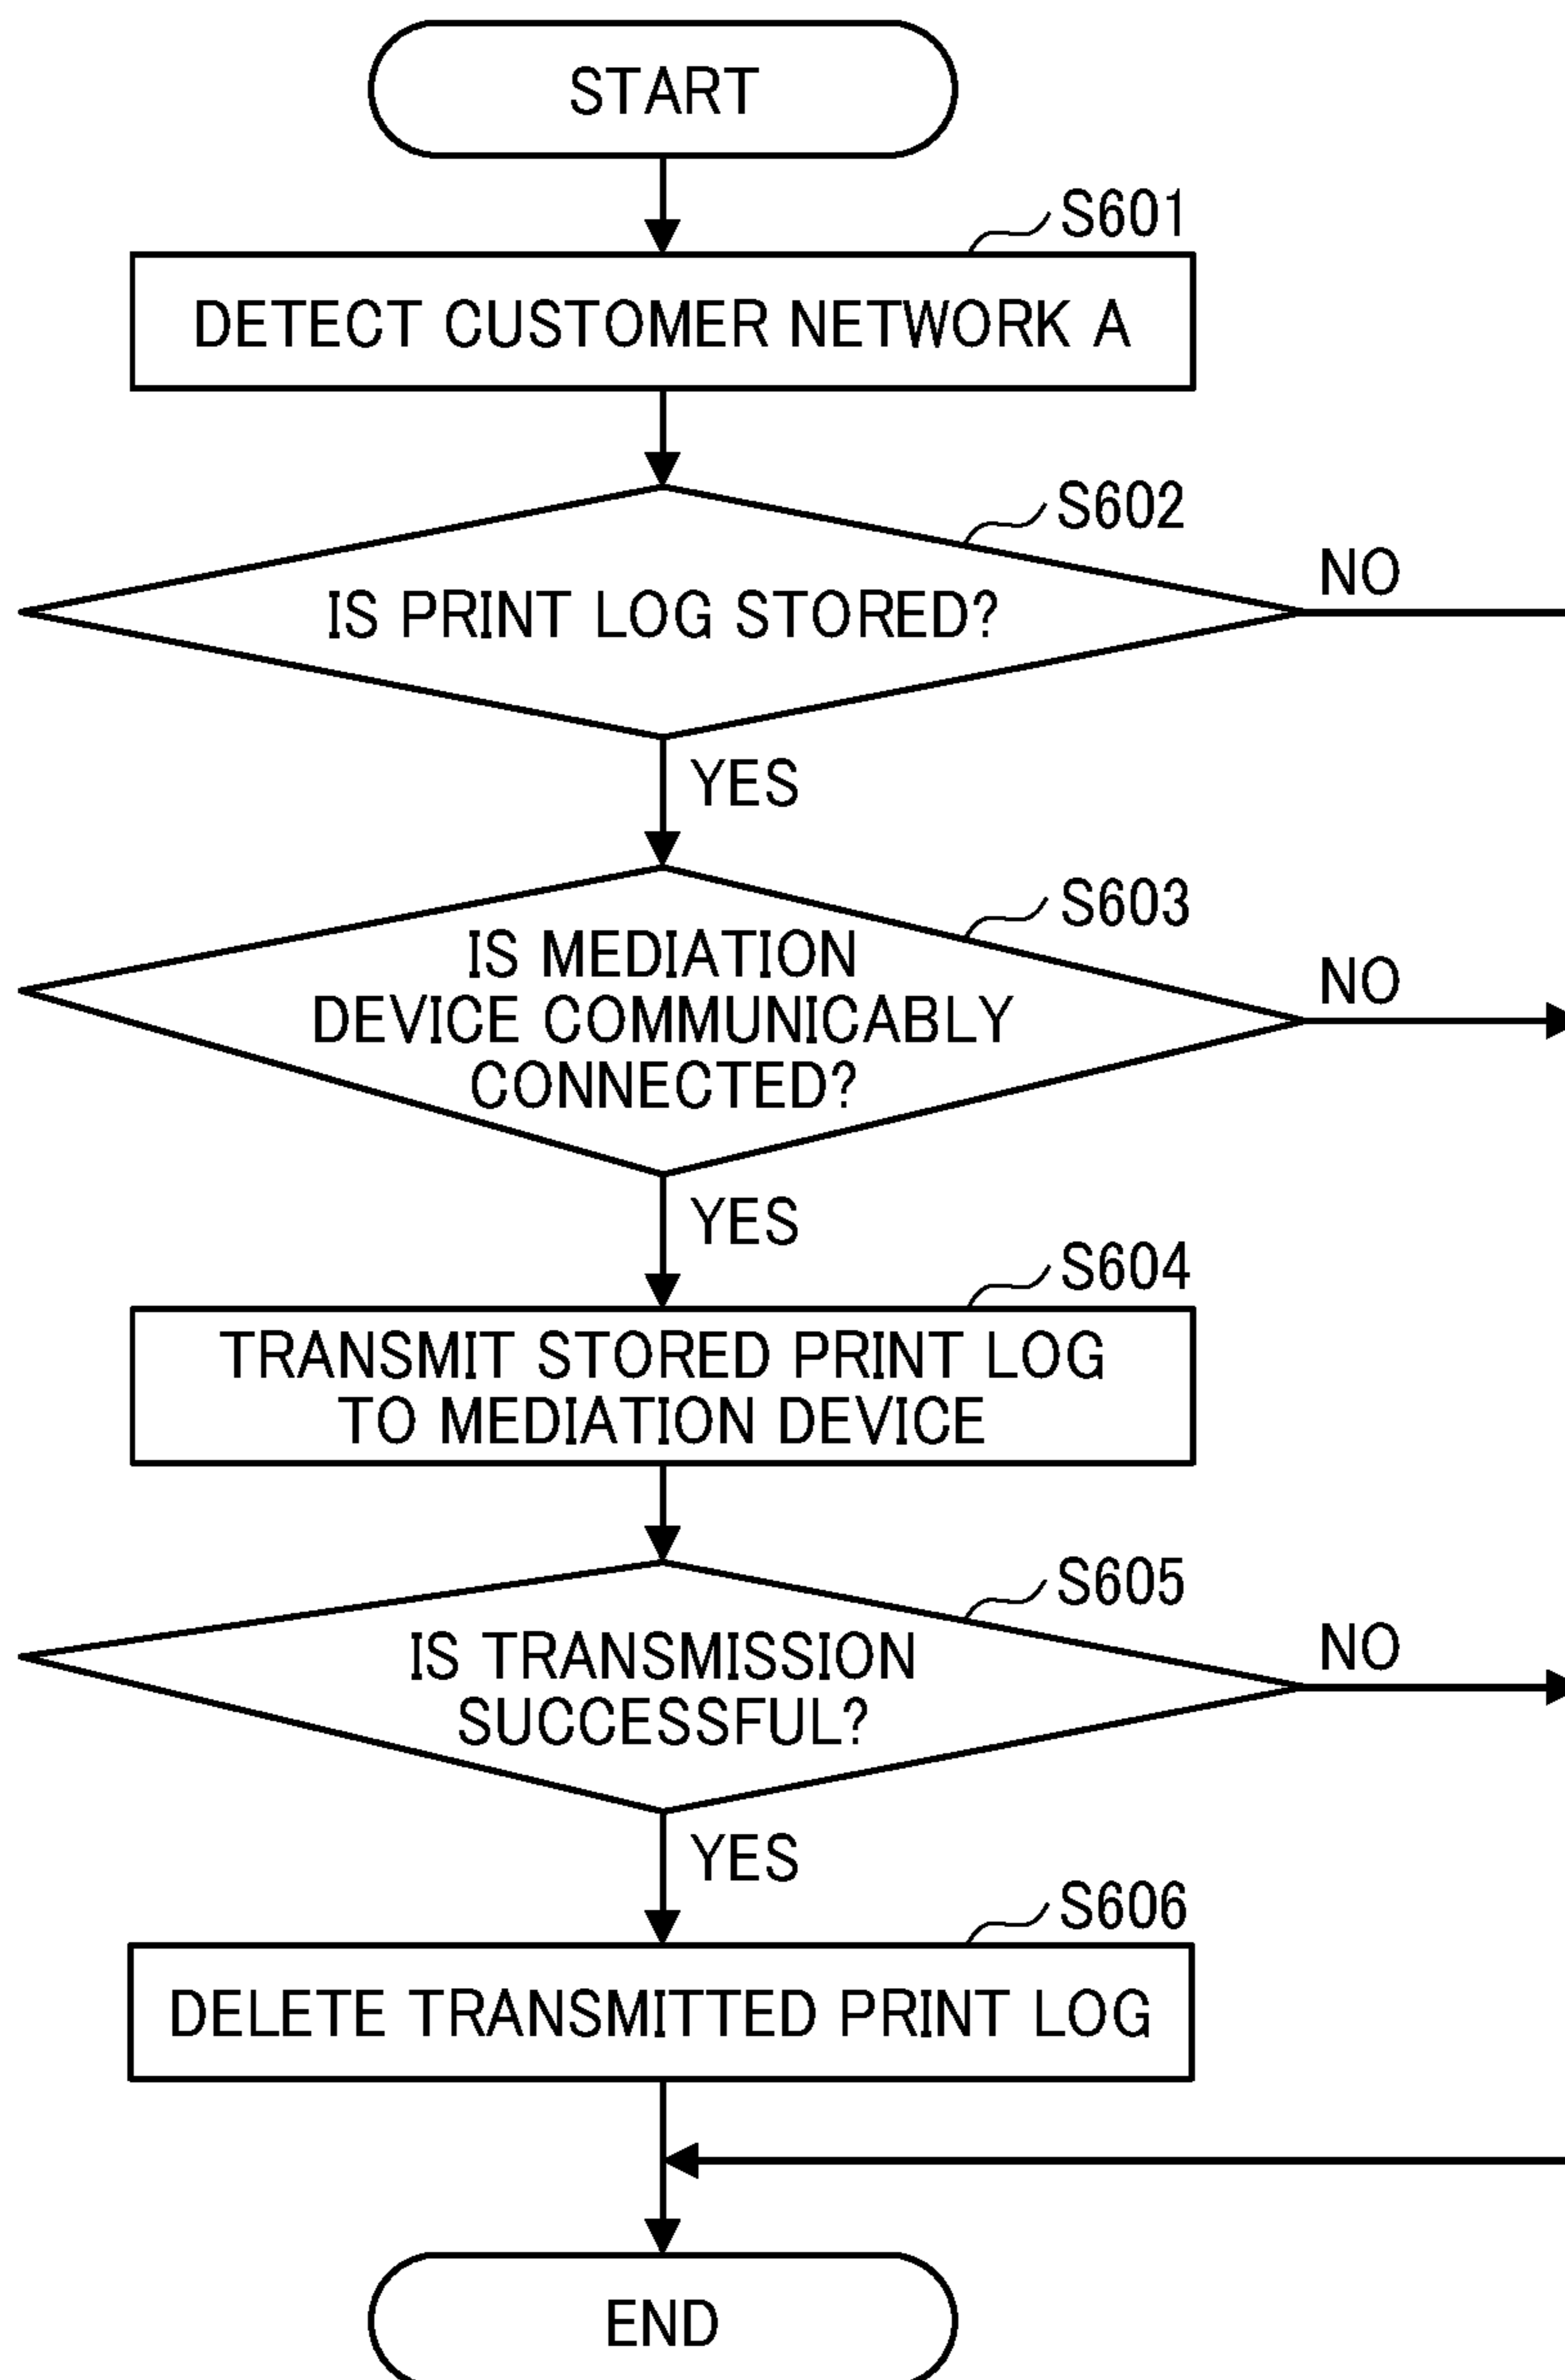 START
S601
DETECT CUSTOMER NETWORK A
S602
IS PRINT LOG STORED?
NO
YES
S603
IS MEDIATION
DEVICE COMMUNICABLY
CONNECTED?
NO
YES
S604
TRANSMIT STORED PRINT LOG
TO MEDIATION DEVICE
S605
IS TRANSMISSION
SUCCESSFUL?
NO
YES
S606
DELETE TRANSMITTED PRINT LOG
END